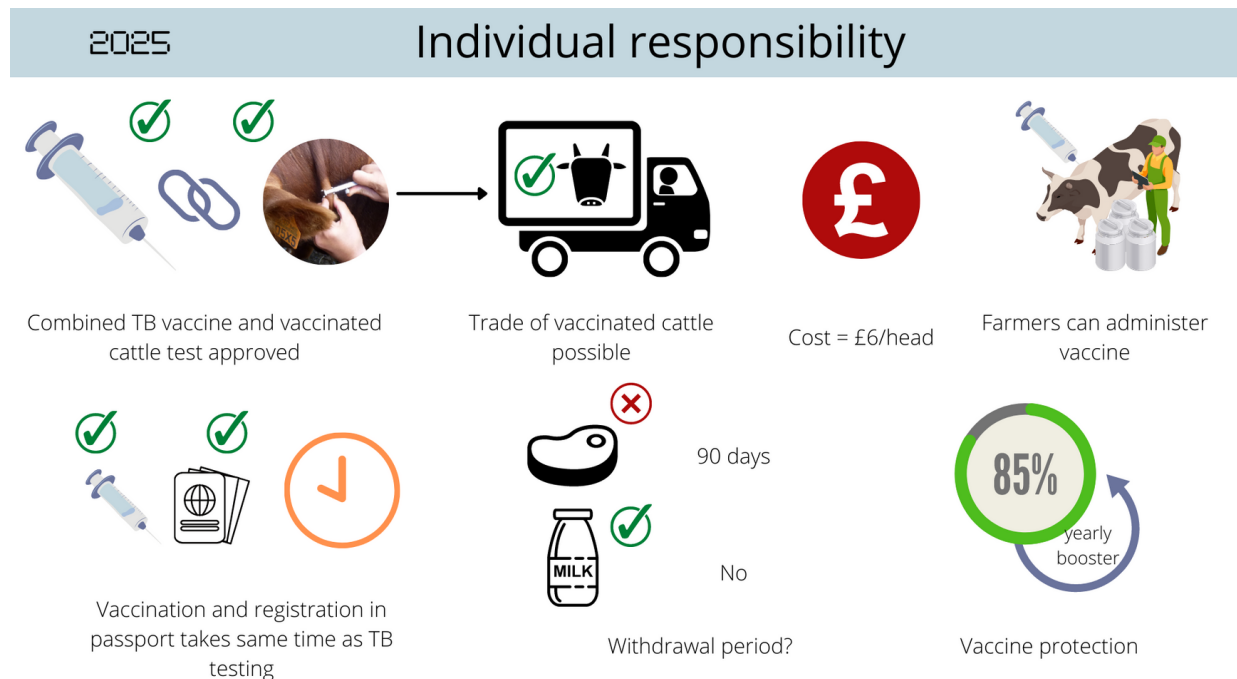 2025
Individual responsibility
£
Combined TB vaccine and vaccinated
cattle test approved
Trade of vaccinated cattle
possible
Cost = £6/head
Farmers can administer
vaccine
90 days
MILK
No
85%
yearly
booster
Vaccination and registration in
passport takes same time as TB
testing
Withdrawal period?
Vaccine protection